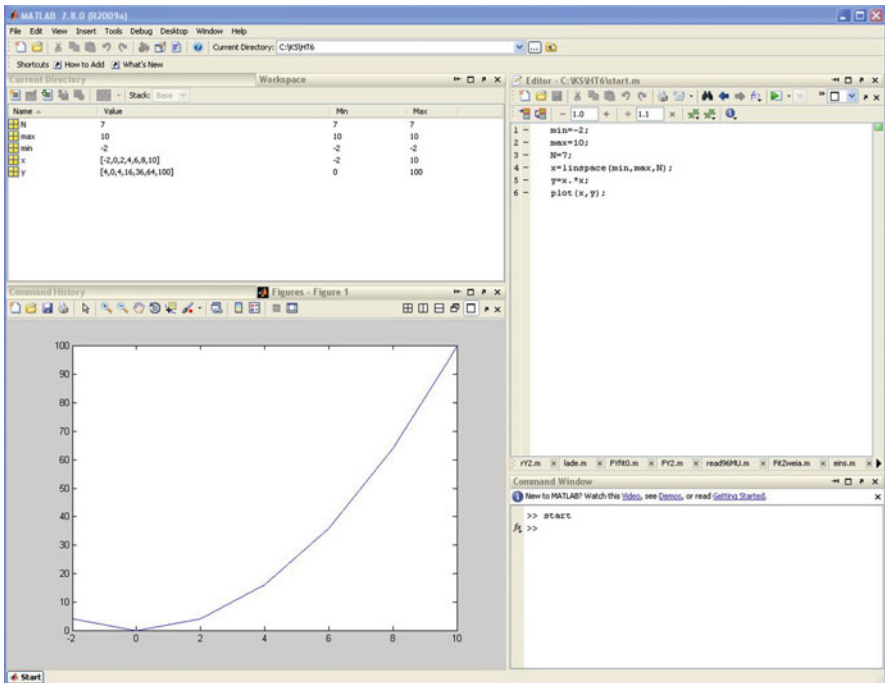 MATLAB 7.8.0 (R2009a)
File Edit View Insert Tools Debug Desktop Window Help
Current Directory: C:\KS\HT6
Shortcuts How to Add What's New
Current Directory Workspace
Stack: Base
Name Value Min Max
N 7 7 7
max 10 10 10
min -2 -2 -2
x [-2,0,2,4,6,8,10] -2 10
y [4,0,4,16,36,64,100] 0 100
Command History Figures - Figure 1
100
90
80
70
60
50
40
30
20
10
0
-2 0 2 4 6 8 10
Editor - C:\KS\HT6\start.m
- 1.0 + ÷ 1.1 ×
1 - min=-2;
2 - max=10;
3 - N=7;
4 - x=linspace(min,max,N);
5 - y=x.*x;
6 - plot(x,y);
rY2.m lade.m FYfit0.m FY2.m read96MU.m FitZweia.m eins.m
Command Window
New to MATLAB? Watch this Video, see Demos, or read Getting Started.
>> start
fx >>
Start